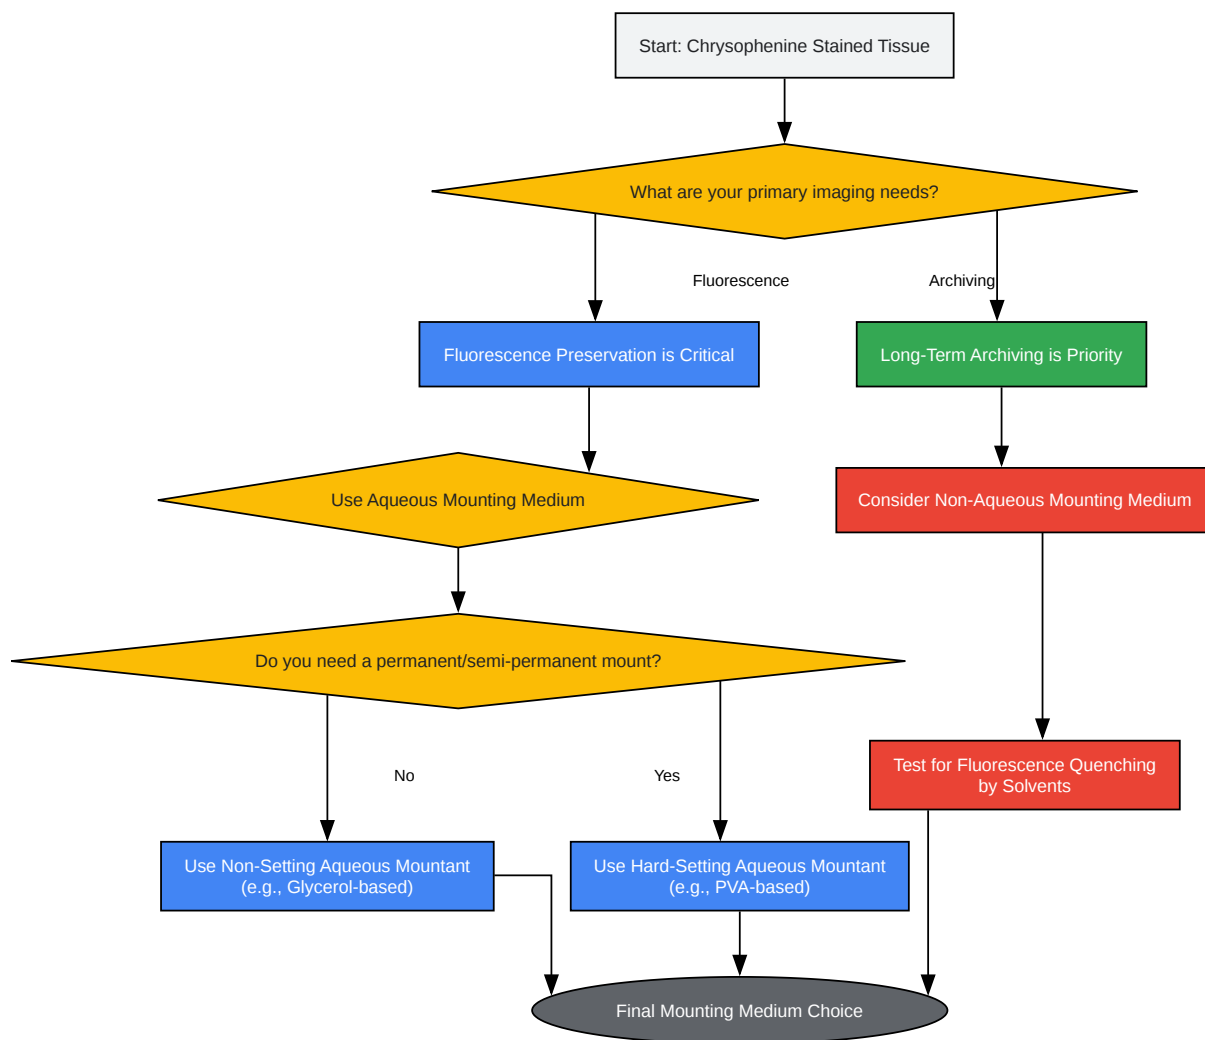 Start: Chrysophenine Stained Tissue
What are your primary imaging needs?
Fluorescence
Archiving
Fluorescence Preservation is Critical
Long-Term Archiving is Priority
Use Aqueous Mounting Medium
Consider Non-Aqueous Mounting Medium
Do you need a permanent/semi-permanent mount?
No
Yes
Test for Fluorescence Quenching
by Solvents
Use Non-Setting Aqueous Mountant
(e.g., Glycerol-based)
Use Hard-Setting Aqueous Mountant
(e.g., PVA-based)
Final Mounting Medium Choice